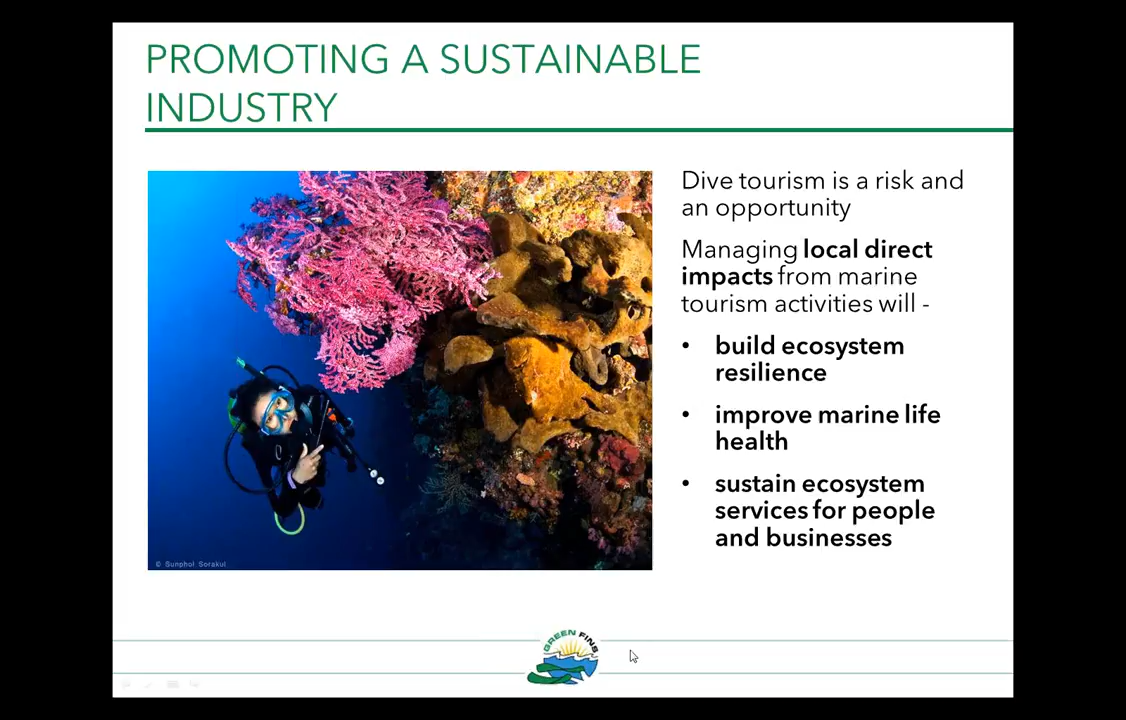 PROMOTING A SUSTAINABLE
INDUSTRY
Dive tourism is a risk and
an opportunity
Managing local direct
impacts from marine
tourism activities will -
• build ecosystem
resilience
• improve marine life
health
• sustain ecosystem
services for people
and businesses
© Sunphol Sorakul
GREEN FINS